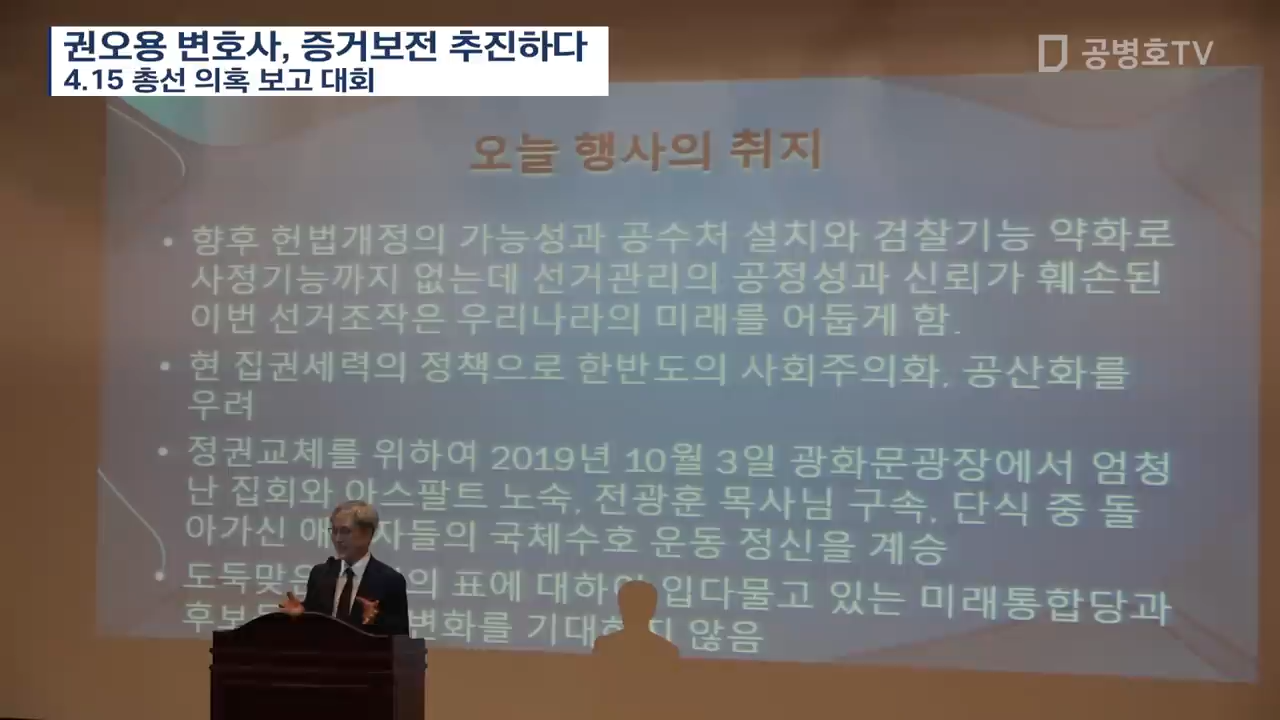 권오용 변호사, 증거보전 추진하다
4.15 총선 의혹 보고 대회
공병호TV
오늘 행사의 취지
• 향후 헌법개정의 가능성과 공수처 설치와 검찰기능 약화로
사정기능까지 없는데 선거관리의 공정성과 신뢰가 훼손된
이번 선거조작은 우리나라의 미래를 어둡게 함.
• 현 집권세력의 정책으로 한반도의 사회주의화, 공산화를
우려
• 정권교체를 위하여 2019년 10월 3일 광화문광장에서 엄청
난 집회와 아스팔트 노숙, 전광훈 목사님 구속, 단식 중 돌
아가신 애 자들의 국체수호 운동 정신을 계승
• 도둑맞은 의 표에 대하여 입다물고 있는 미래통합당과
후보 변화를 기대하지 않음